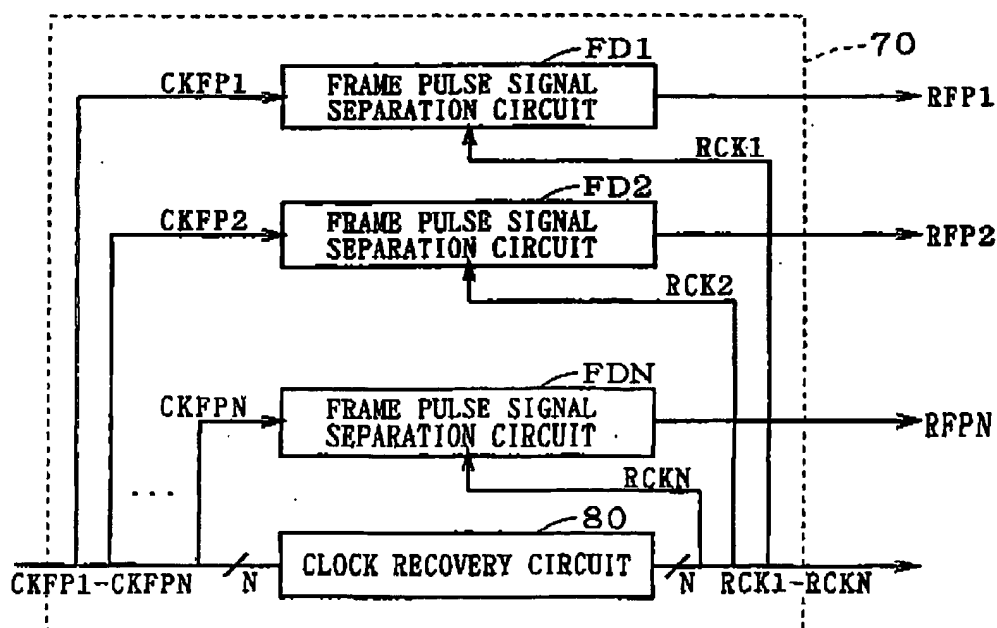 FD1
70
CKFP1
FRAME PULSE SIGNAL
SEPARATION CIRCUIT
RFP1
RCK1
FD2
CKFP2
FRAME PULSE SIGNAL
SEPARATION CIRCUIT
RFP2
RCK2
FDN
CKFPN
FRAME PULSE SIGNAL
SEPARATION CIRCUIT
RFPN
RCKN
...
80
CLOCK RECOVERY CIRCUIT
CKFP1-CKFPN
N
N
RCK1-RCKN